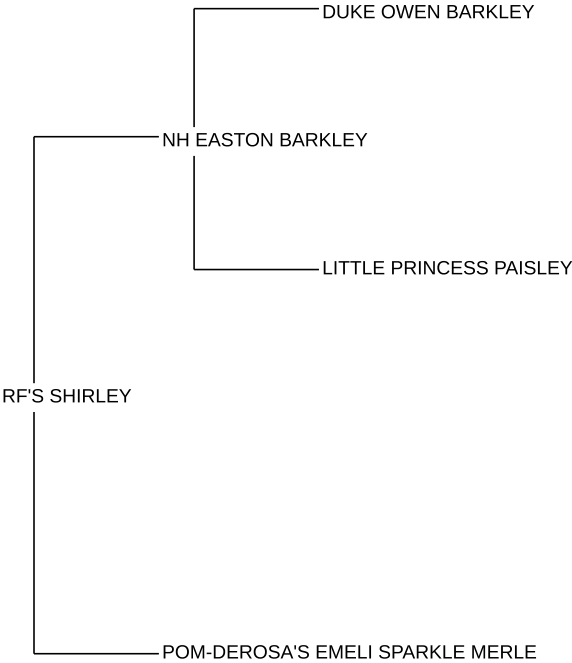 DUKE OWEN BARKLEY
NH EASTON BARKLEY
LITTLE PRINCESS PAISLEY
RF'S SHIRLEY
POM-DEROSA'S EMELI SPARKLE MERLE